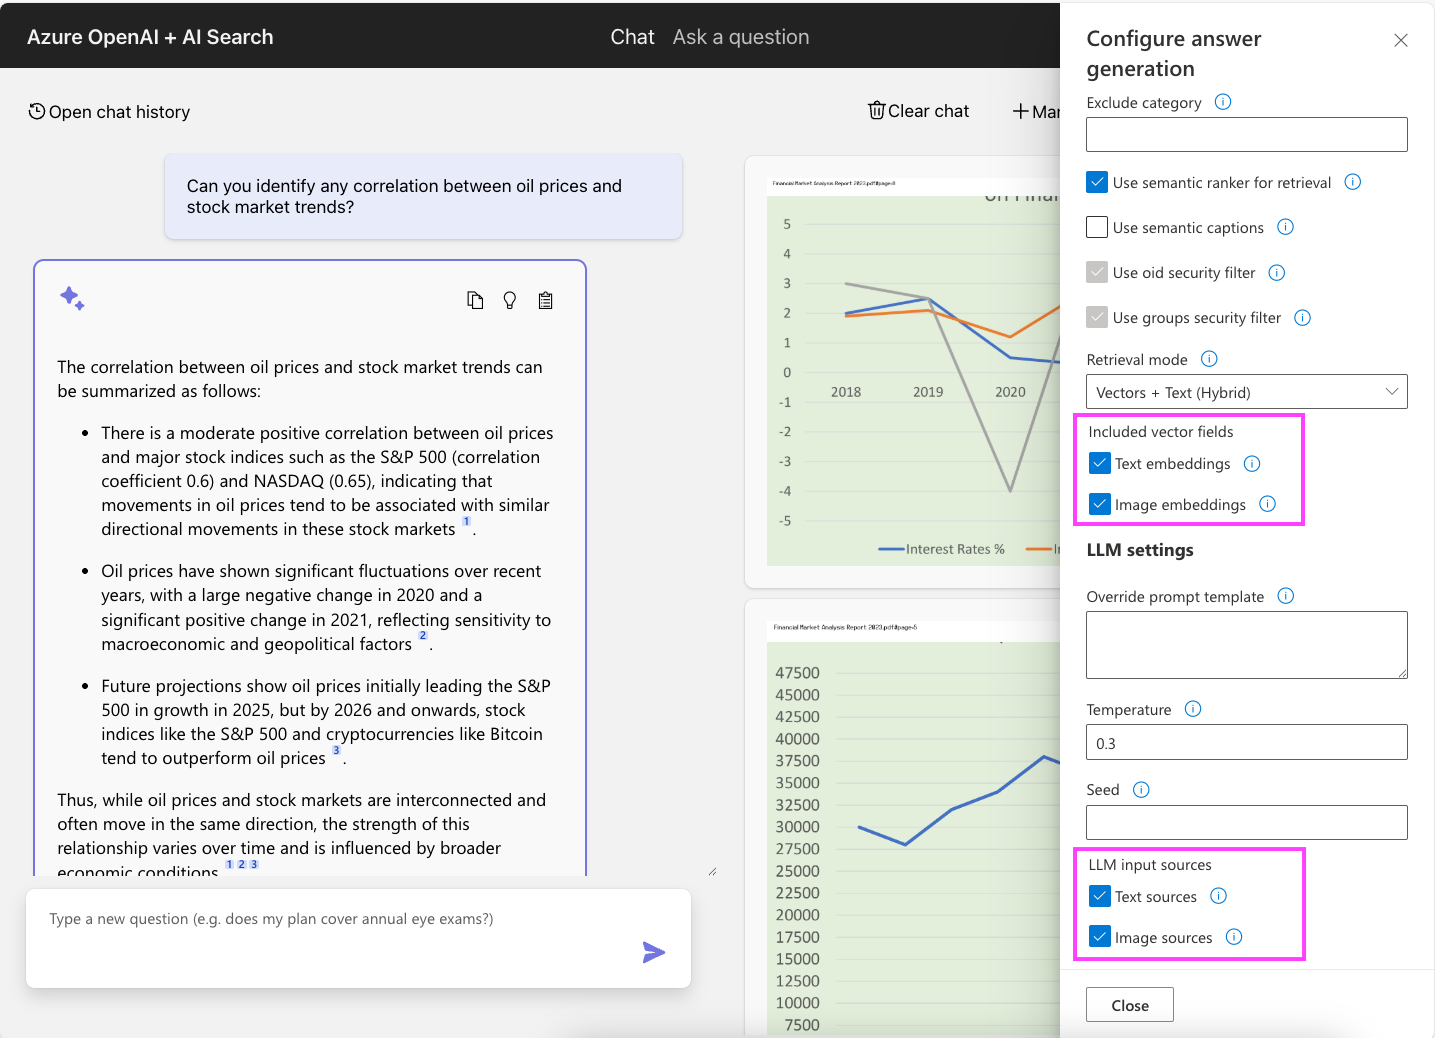 Azure OpenAI + AI Search
Chat
Ask a question
Open chat history
Clear chat
Can you identify any correlation between oil prices and
stock market trends?
The correlation between oil prices and stock market trends can
be summarized as follows:
• There is a moderate positive correlation between oil prices
and major stock indices such as the S&P 500 (correlation
coefficient 0.6) and NASDAQ (0.65), indicating that
movements in oil prices tend to be associated with similar
directional movements in these stock markets 1.
• Oil prices have shown significant fluctuations over recent
years, with a large negative change in 2020 and a
significant positive change in 2021, reflecting sensitivity to
macroeconomic and geopolitical factors 2.
• Future projections show oil prices initially leading the S&P
500 in growth in 2025, but by 2026 and onwards, stock
indices like the S&P 500 and cryptocurrencies like Bitcoin
tend to outperform oil prices 3.
Thus, while oil prices and stock markets are interconnected and
often move in the same direction, the strength of this
relationship varies over time and is influenced by broader
economic conditions 1 2 3
Type a new question (e.g. does my plan cover annual eye exams?)
Financial Market Analysis Report 2023.pdf#page=8
5
4
3
2
1
0
-1
-2
-3
-4
-5
2018
2019
2020
Interest Rates %
Financial Market Analysis Report 2023.pdf#page=5
47500
45000
42500
40000
37500
35000
32500
30000
27500
25000
22500
20000
17500
15000
12500
10000
7500
Configure answer
generation
Exclude category
Use semantic ranker for retrieval
Use semantic captions
Use oid security filter
Use groups security filter
Retrieval mode
Vectors + Text (Hybrid)
Included vector fields
Text embeddings
Image embeddings
LLM settings
Override prompt template
Temperature
0.3
Seed
LLM input sources
Text sources
Image sources
Close